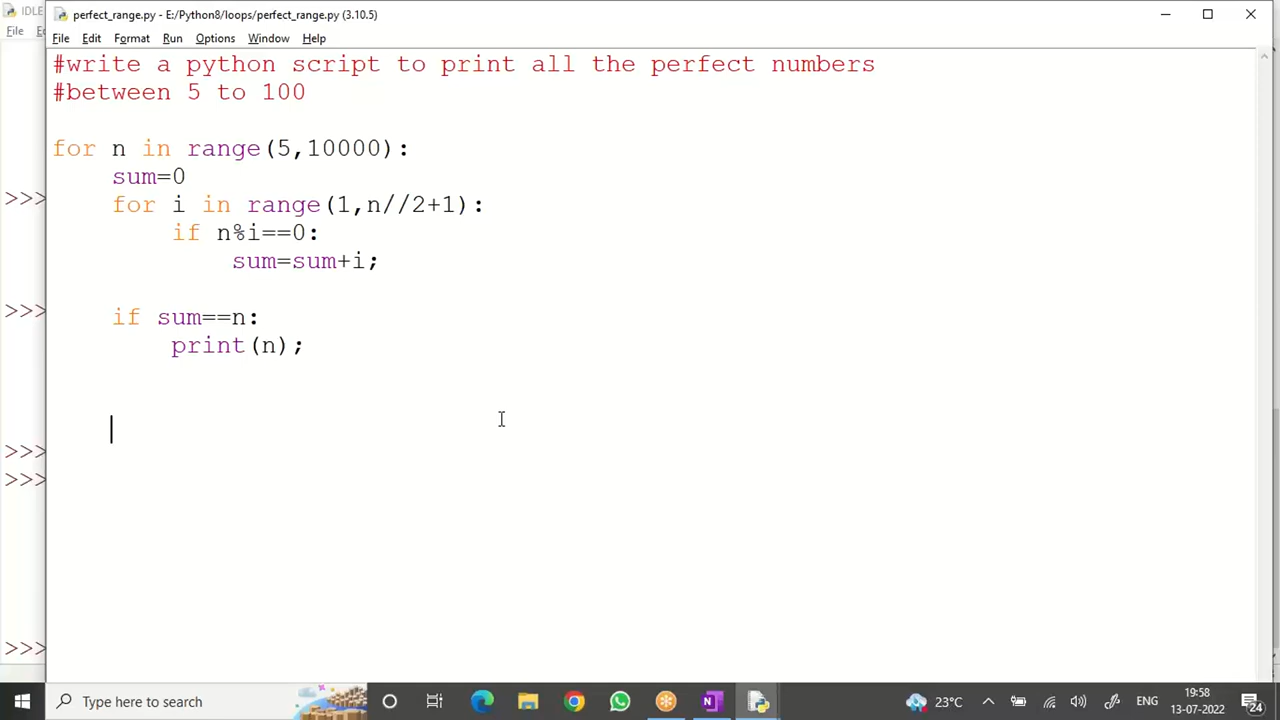 IDLE
perfect_range.py - E:/Python8/loops/perfect_range.py (3.10.5)
File
File Edit Format Run Options Window Help
#write a python script to print all the perfect numbers
#between 5 to 100
for n in range(5,10000):
sum=0
>>>
for i in range(1,n//2+1):
if n%i==0:
sum=sum+i;
>>>
if sum==n:
print(n);
>>>
>>>
>>>
Type here to search
23°C
ENG
19:58
13-07-2022
24